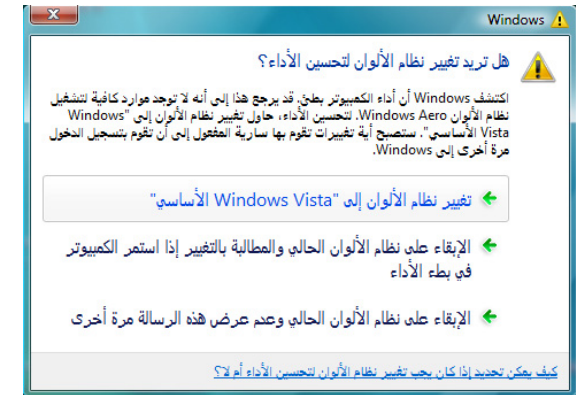 Windows
هل تريد تغيير نظام الألوان لتحسين الأداء؟
اكتشف Windows أن أداء الكمبيوتر بطئ. قد يرجع هذا إلى أنه لا توجد موارد كافية لتشغيل
نظام الألوان Windows Aero. لتحسين الأداء، حاول تغيير نظام الألوان إلى "Windows
Vista الأساسي". ستصبح أية تغييرات تقوم بها سارية المفعول إلى أن تقوم بتسجيل الدخول
مرة أخرى إلى Windows.
تغيير نظام الألوان إلى "Windows Vista الأساسي"
الإبقاء على نظام الألوان الحالي والمطالبة بالتغيير إذا استمر الكمبيوتر
في بطء الأداء
الإبقاء على نظام الألوان الحالي وعدم عرض هذه الرسالة مرة أخرى
كيف يمكن تحديد إذا كان يجب تغيير نظام الألوان لتحسين الأداء أم لا؟